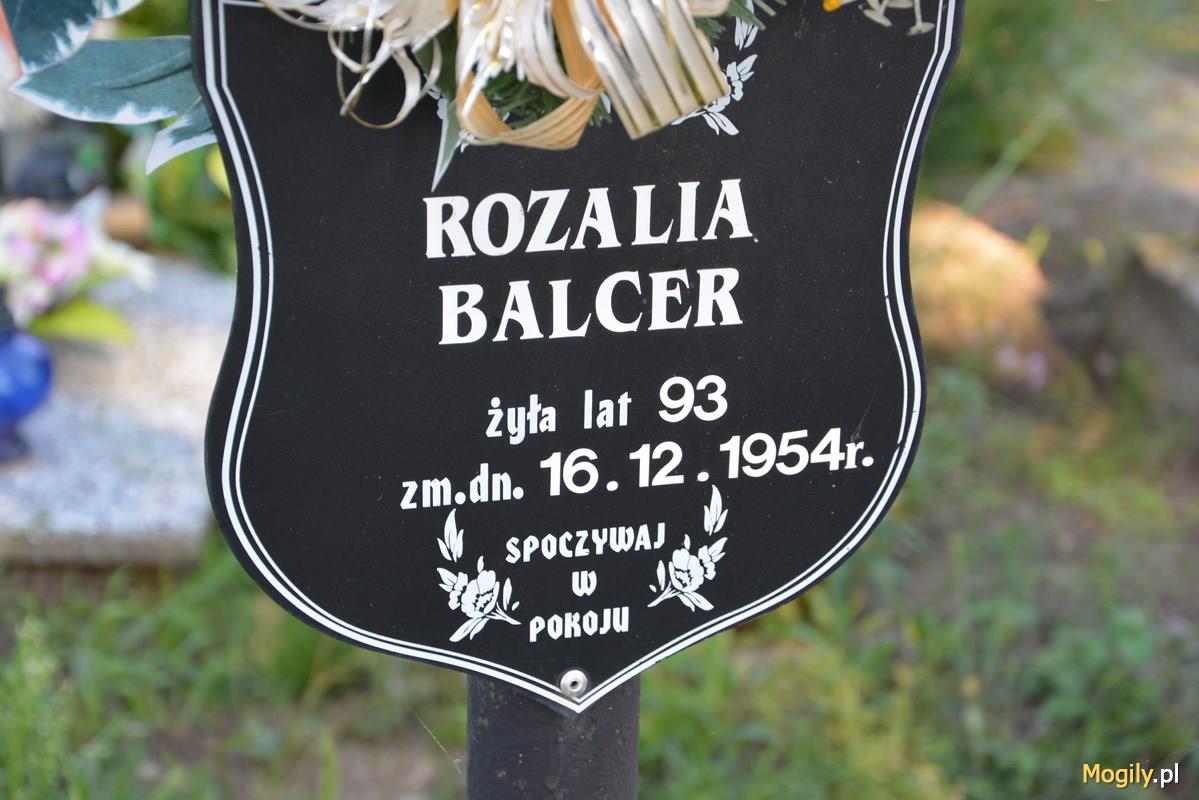 ROZALIA
BALCER
żyła lat 93
zm.dn. 16.12.1954r.
SPOCZYWAJ
W
POKOJU
Mogily.pl